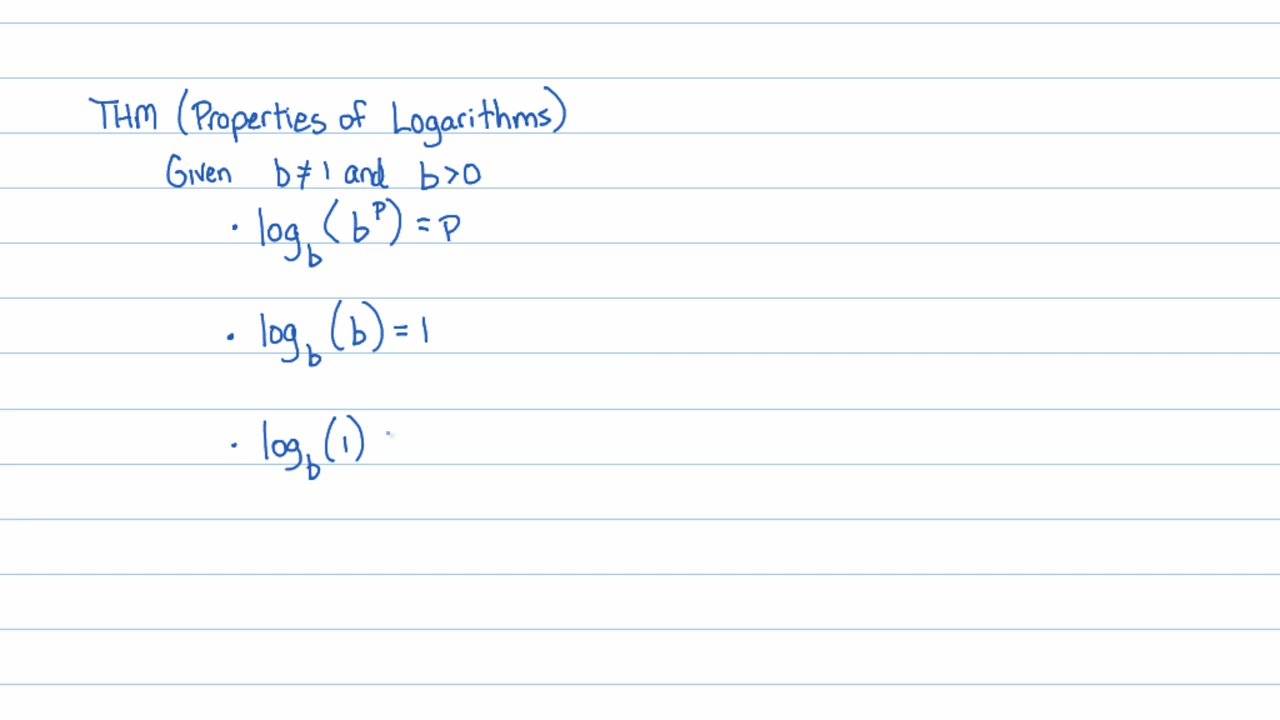 THM (Properties of Logarithms)
Given b ≠ 1 and b > 0
· log_b (b^p) = p
· log_b (b) = 1
· log_b (1)